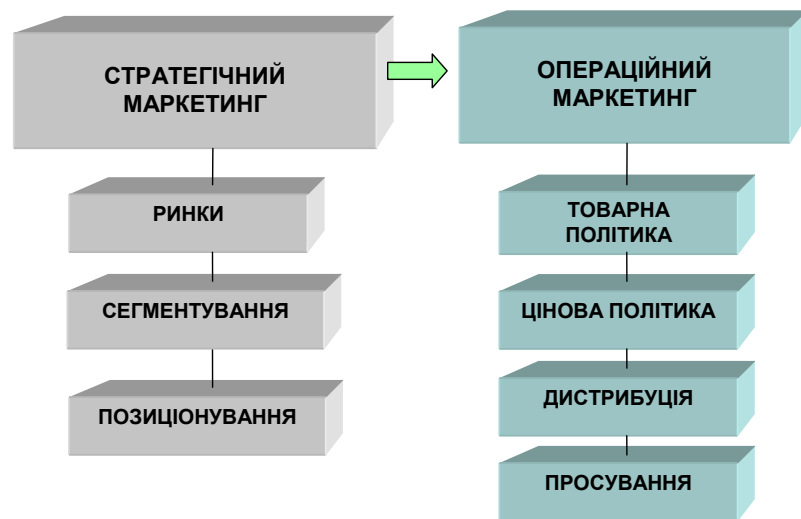 СТРАТЕГІЧНИЙ
МАРКЕТИНГ
РИНКИ
СЕГМЕНТУВАННЯ
ПОЗИЦІОНУВАННЯ
ОПЕРАЦІЙНИЙ
МАРКЕТИНГ
ТОВАРНА
ПОЛІТИКА
ЦІНОВА ПОЛІТИКА
ДИСТРИБУЦІЯ
ПРОСУВАННЯ